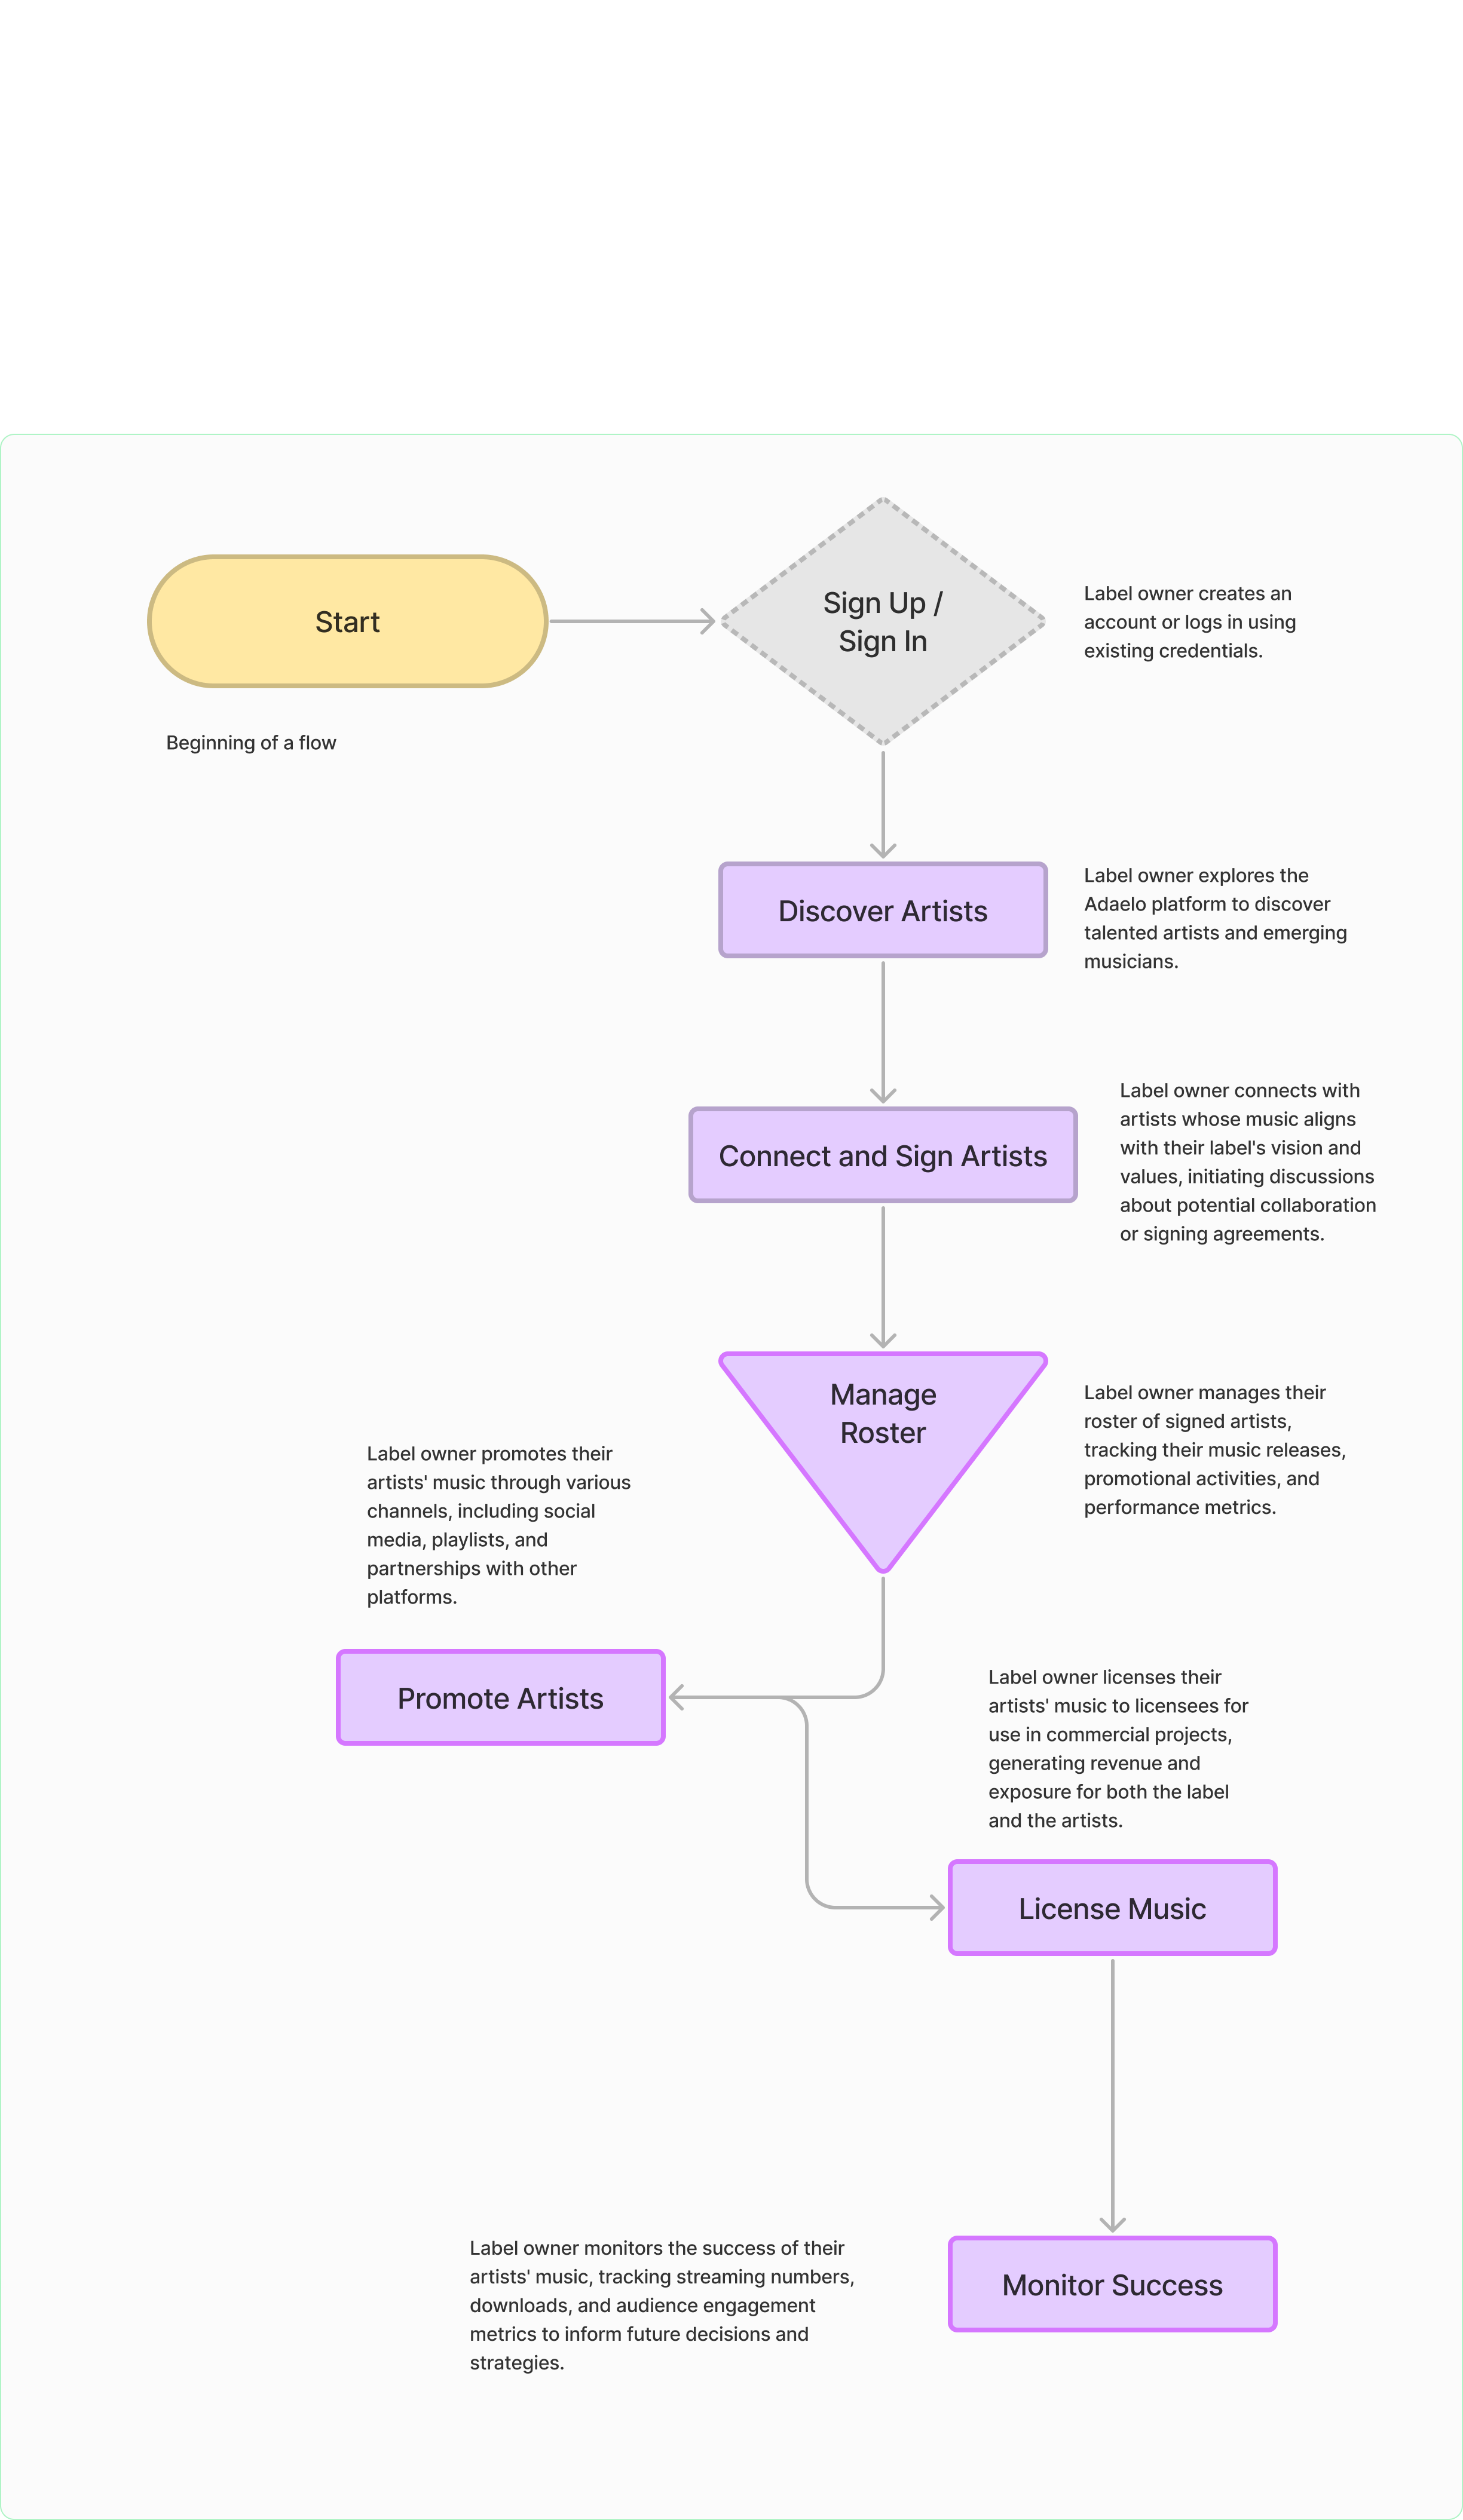 Start
Beginning of a flow
Sign Up /
Sign In
Label owner creates an
account or logs in using
existing credentials.
Discover Artists
Label owner explores the
Adaelo platform to discover
talented artists and emerging
musicians.
Connect and Sign Artists
Label owner connects with
artists whose music aligns
with their label's vision and
values, initiating discussions
about potential collaboration
or signing agreements.
Manage
Roster
Label owner manages their
roster of signed artists,
tracking their music releases,
promotional activities, and
performance metrics.
Label owner promotes their
artists' music through various
channels, including social
media, playlists, and
partnerships with other
platforms.
Promote Artists
Label owner licenses their
artists' music to licensees for
use in commercial projects,
generating revenue and
exposure for both the label
and the artists.
License Music
Label owner monitors the success of their
artists' music, tracking streaming numbers,
downloads, and audience engagement
metrics to inform future decisions and
strategies.
Monitor Success